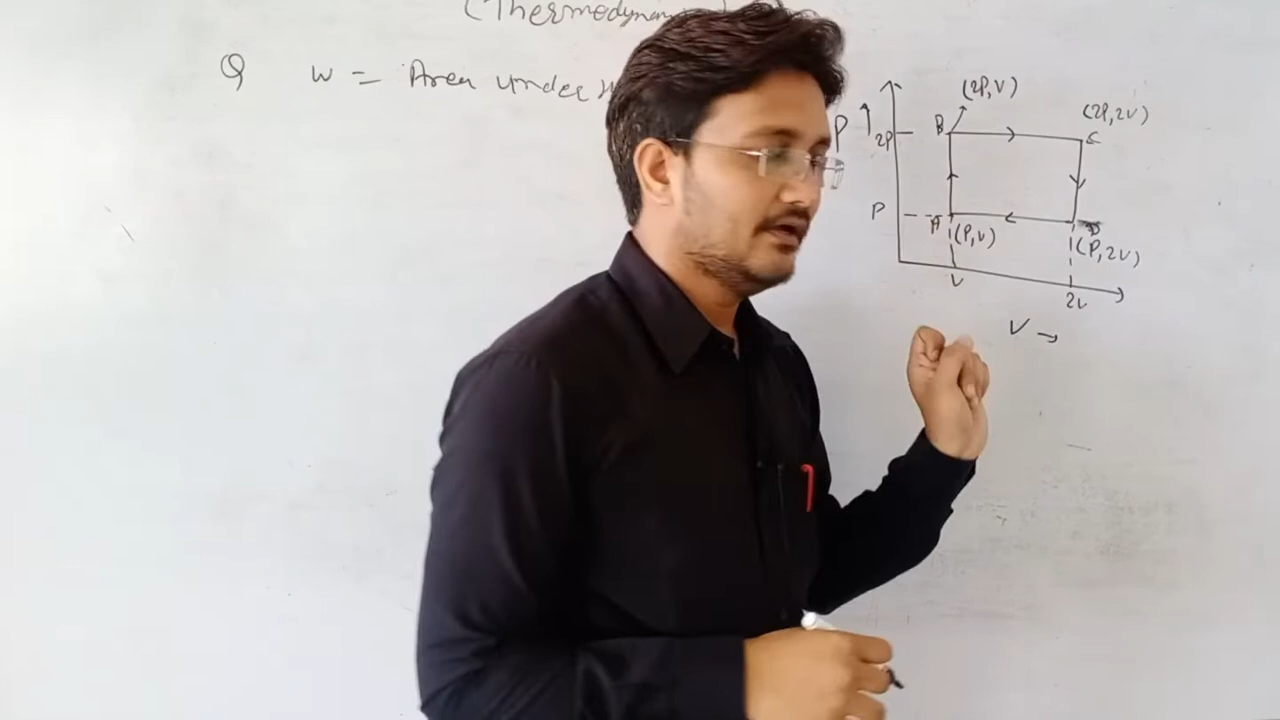 (Thermodynam
Q W = Area under
(2P,V)
(2P,2V)
P ↑
2P
B
C
P
A
(P,V)
D
(P,2V)
V
2V
V →